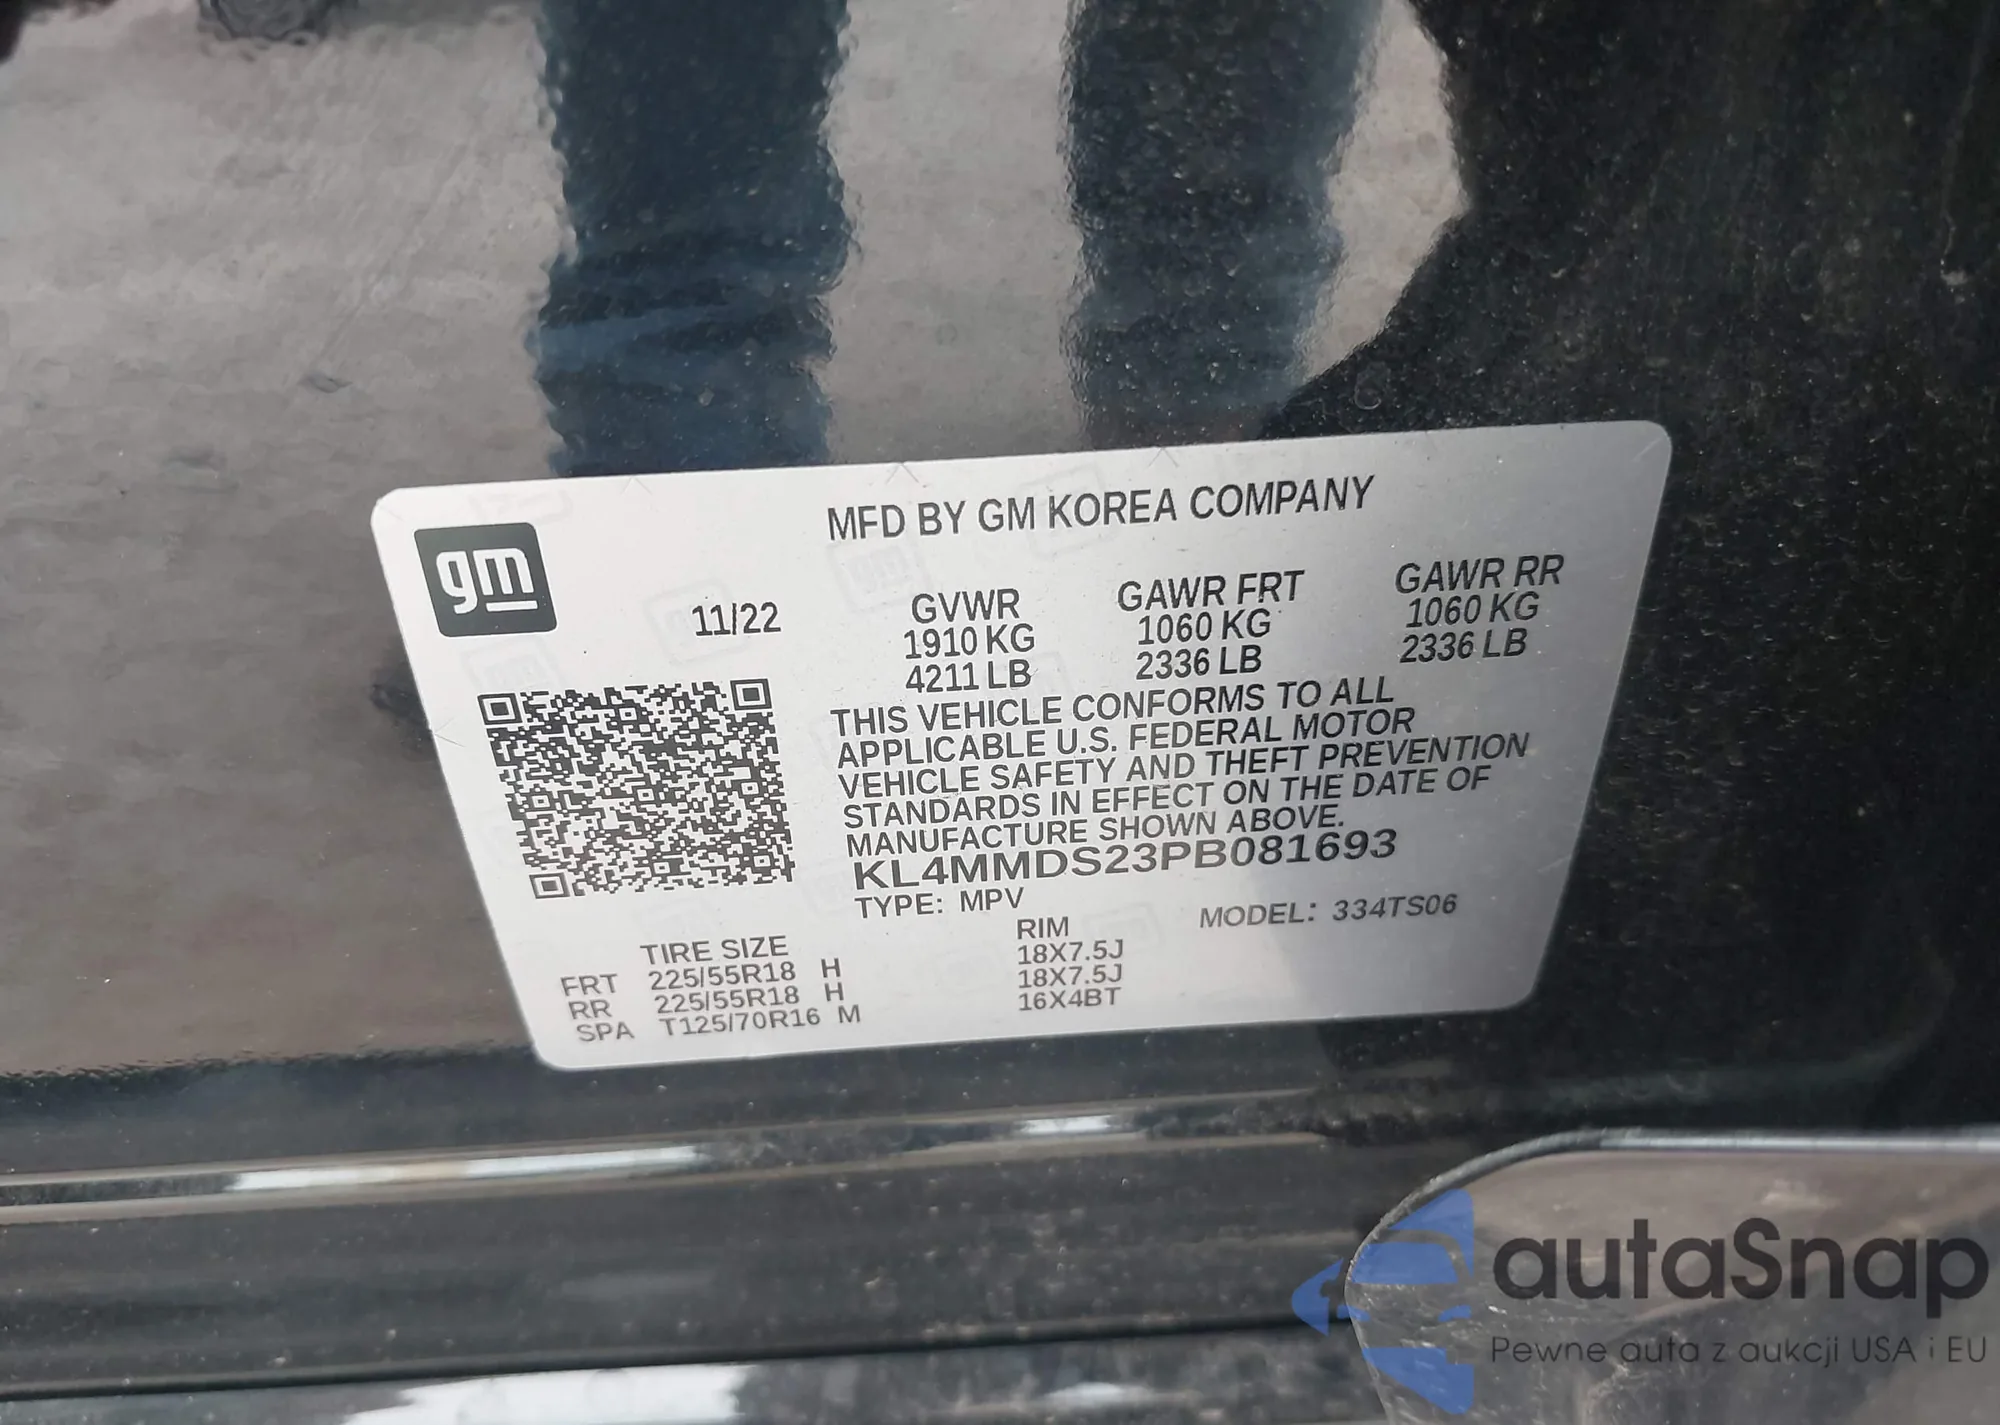 gm
MFD BY GM KOREA COMPANY
11/22
GVWR GAWR FRT GAWR RR
1910 KG 1060 KG 1060 KG
4211 LB 2336 LB 2336 LB
THIS VEHICLE CONFORMS TO ALL
APPLICABLE U.S. FEDERAL MOTOR
VEHICLE SAFETY AND THEFT PREVENTION
STANDARDS IN EFFECT ON THE DATE OF
MANUFACTURE SHOWN ABOVE.
KL4MMDS23PB081693
TYPE: MPV MODEL: 334TS06
TIRE SIZE RIM
FRT 225/55R18 H 18X7.5J
RR 225/55R18 H 18X7.5J
SPA T125/70R16 M 16X4BT
autaSnap
Pewne auta z aukcji USA i EU